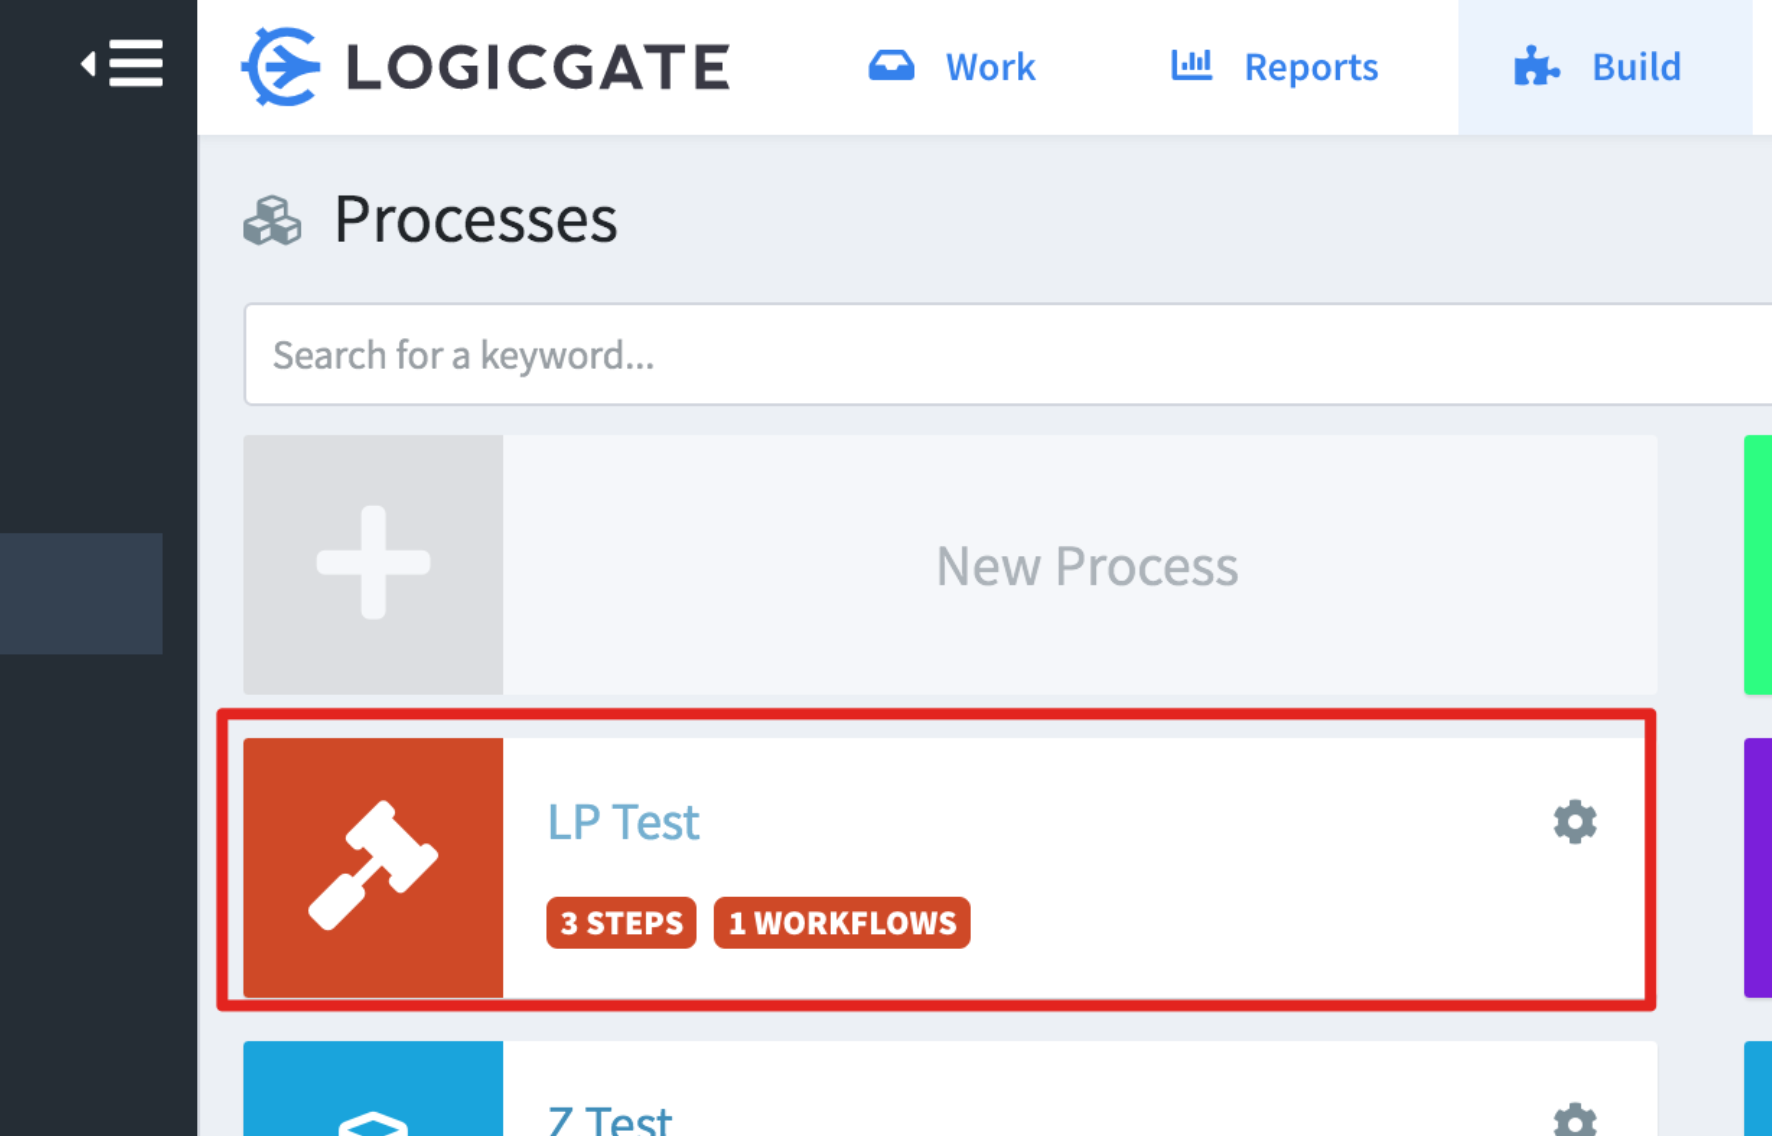 LOGICGATE
Work
Reports
Build
Processes
Search for a keyword...
New Process
LP Test
3 STEPS
1 WORKFLOWS
Z Test